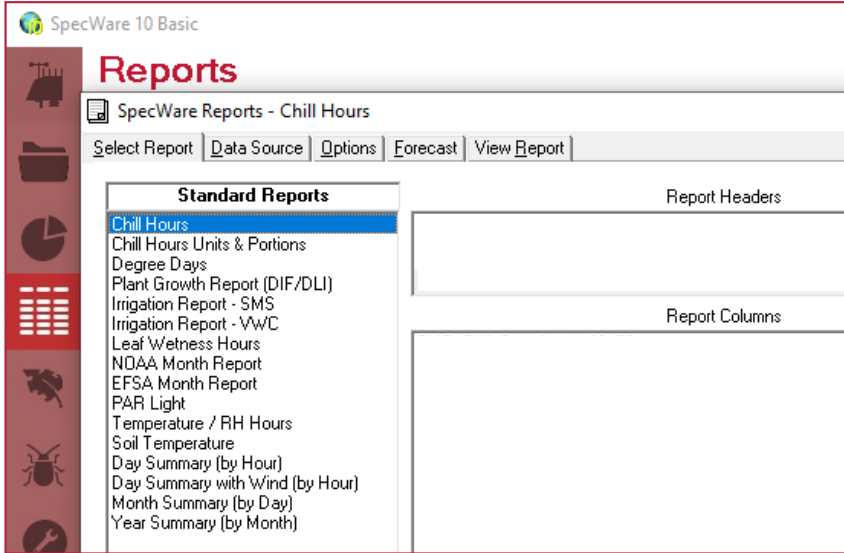 SpecWare 10 Basic
Reports
SpecWare Reports - Chill Hours
Select Report Data Source Options Forecast View Report
Standard Reports
Chill Hours
Chill Hours Units & Portions
Degree Days
Plant Growth Report (DIF/DLI)
Irrigation Report - SMS
Irrigation Report - VWC
Leaf Wetness Hours
NOAA Month Report
EFSA Month Report
PAR Light
Temperature / RH Hours
Soil Temperature
Day Summary (by Hour)
Day Summary with Wind (by Hour)
Month Summary (by Day)
Year Summary (by Month)
Report Headers
Report Columns